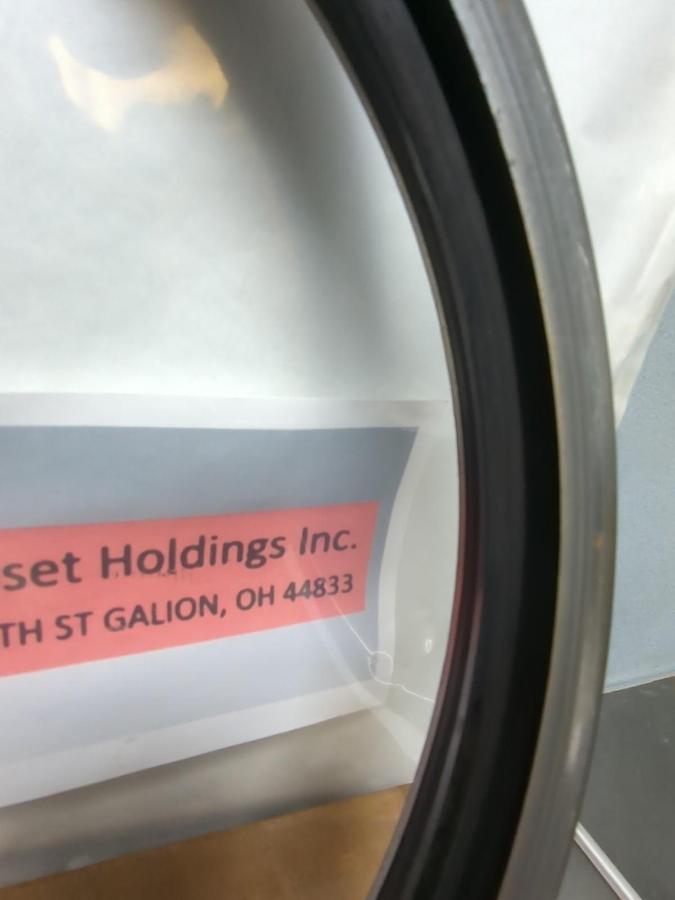 set Holdings Inc.
TH ST GALION, OH 44833